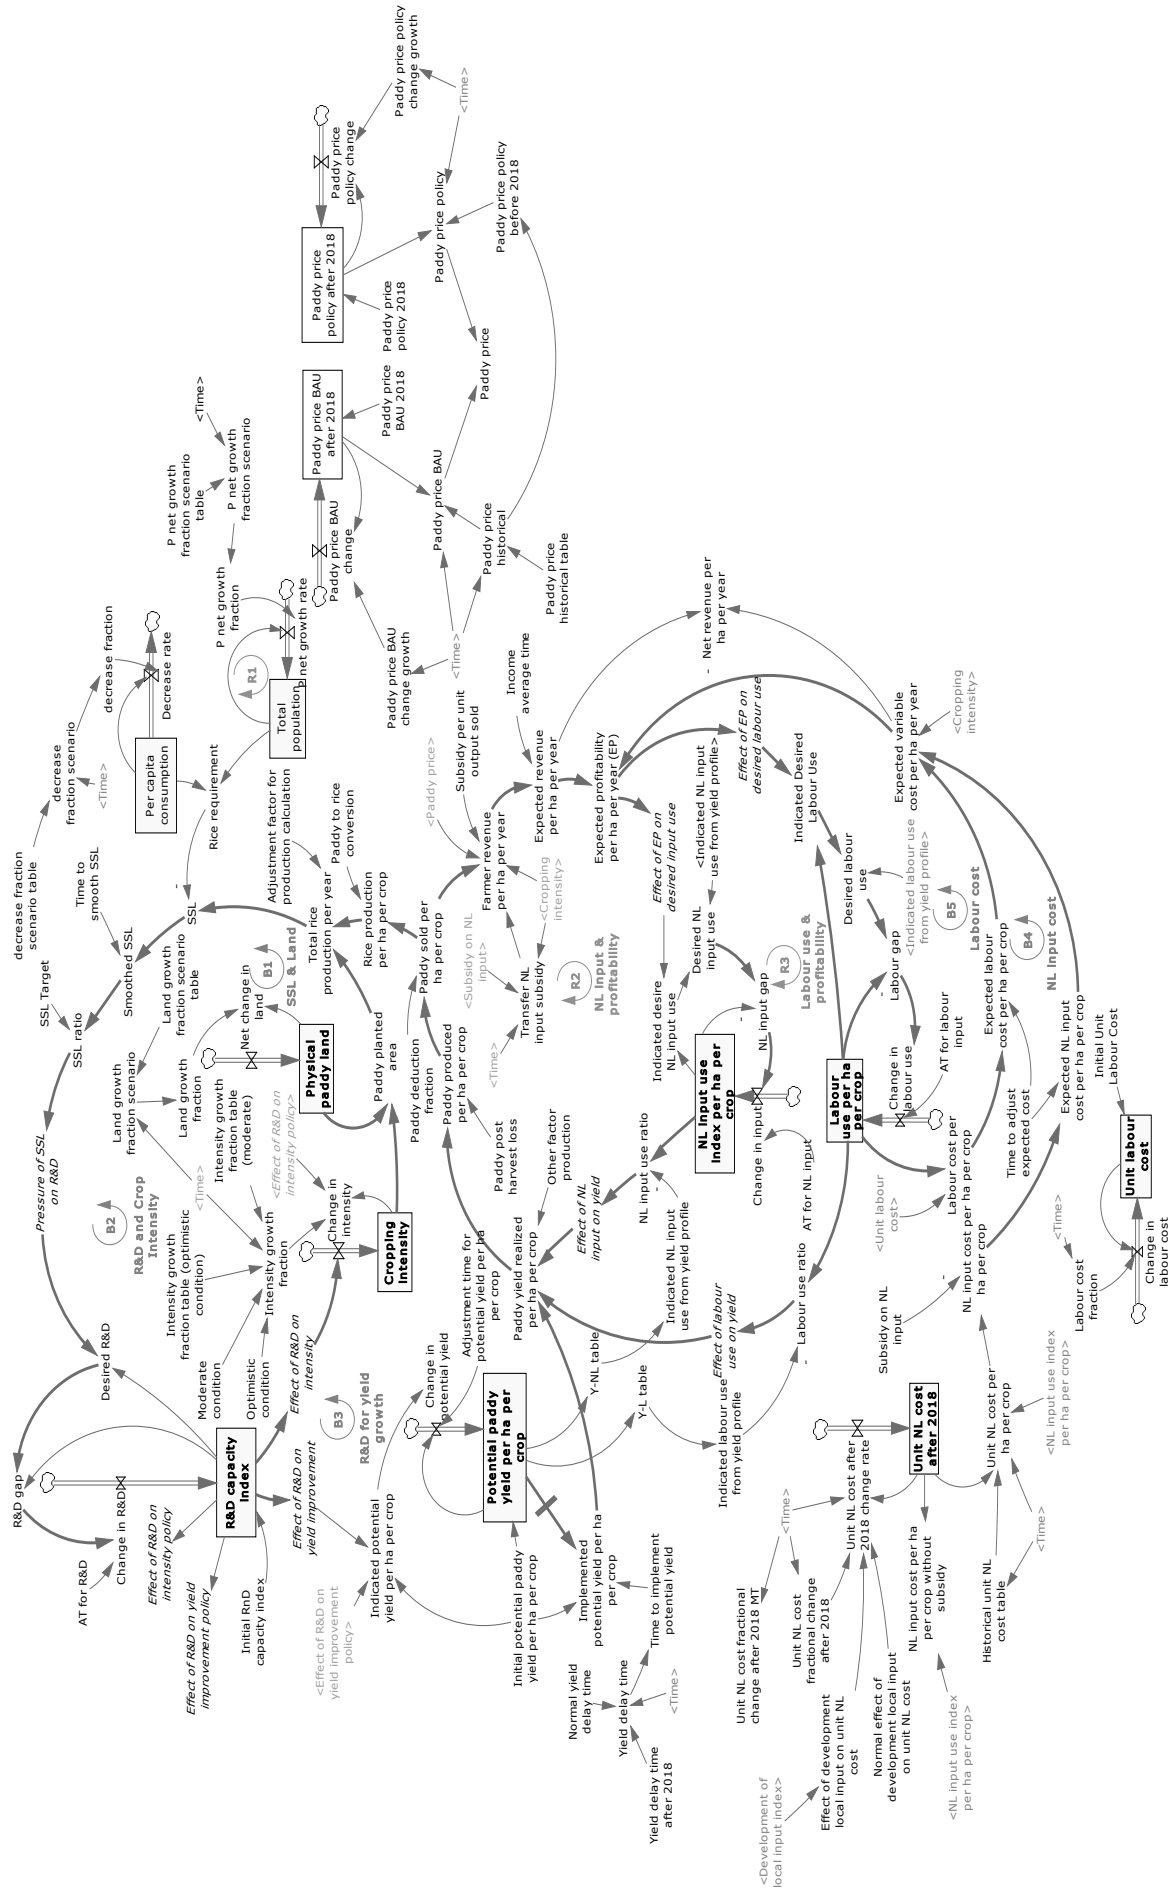 decrease fraction
scenario table
decrease
fraction scenario
<Time>
decrease fraction
Per capita
consumption
Decrease rate
Time to
smooth SSL
Rice requirement
P net growth
fraction scenario
table
<Time>
P net growth
fraction scenario
P net growth
fraction
P net growth rate
Total
population
R1
SSL Target
SSL ratio
Smoothed SSL
SSL
-
Land growth
fraction scenario
table
Land growth
fraction scenario
Land growth
fraction
Net change in
land
B1
SSL & Land
Physical
paddy land
Adjustment factor for
production calculation
Total rice
production per year
Paddy to rice
conversion
Rice production
per ha per crop
Paddy sold per
ha per crop
Paddy planted
area
Paddy deduction
fraction
Paddy produced
per ha per crop
Paddy post
harvest loss
Pressure of SSL
on R&D
Desired R&D
R&D gap
Change in R&D
AT for R&D
R&D capacity
index
Initial RnD
capacity index
Effect of R&D on
intensity policy
Effect of R&D on yield
improvement policy
B2
R&D and Crop
Intensity
<Time>
Intensity growth
fraction table
(moderate)
Intensity growth
fraction table (optimistic
condition)
Intensity growth
fraction
Moderate
condition
Optimistic
condition
<Effect of R&D on
intensity policy>
Change in
intensity
Cropping
intensity
Effect of R&D on
intensity
Effect of R&D on
yield improvement
B3
R&D for yield
growth
<Effect of R&D on
yield improvement
policy>
Indicated potential
yield per ha per crop
Change in
potential yield
Adjustment time for
potential yield per ha
per crop
Potential paddy
yield per ha per
crop
Initial potential paddy
yield per ha per crop
Implemented
potential yield per ha
per crop
Time to implement
potential yield
Normal yield
delay time
Yield delay time
<Time>
Yield delay time
after 2018
Paddy yield realized
per ha per crop
Other factor
production
Effect of NL
input on yield
Y-NL table
Y-L table
NL input use ratio
-
Indicated NL input
use from yield profile
Indicated labour use
from yield profile
Effect of labour
use on yield
Labour use ratio
-
Paddy price policy
change growth
<Time>
Paddy price
policy change
Paddy price
policy after 2018
Paddy price
policy 2018
Paddy price policy
Paddy price policy
before 2018
Paddy price
Paddy price BAU
after 2018
Paddy price
BAU 2018
Paddy price BAU
change
Paddy price BAU
Paddy price
historical
Paddy price
historical table
Paddy price BAU
change growth
<Time>
<Paddy price>
Subsidy per unit
output sold
Farmer revenue
per ha per year
<Cropping
intensity>
<Subsidy on NL
input>
Transfer NL
input subsidy
<Time>
R2
NL Input &
profitability
Income
average time
Expected revenue
per ha per year
Expected profitability
per ha per year (EP)
-
Net revenue per
ha per year
Effect of EP on
desired input use
Effect of EP on
desired labour use
<Indicated NL input
use from yield profile>
Desired NL
input use
Indicated desire
NL input use
NL input gap
-
R3
Labour use &
profitability
NL input use
index per ha per
crop
Change in input
AT for NL input
Indicated Desired
Labour Use
Desired labour
use
<Indicated labour use
from yield profile>
Labour gap
-
Change in
labour use
AT for labour
input
Labour
use per ha
per crop
B5
Labour cost
B4
NL Input cost
Expected variable
cost per ha per year
<Cropping
intensity>
Expected labour
cost per ha per crop
Expected NL input
cost per ha per crop
Time to adjust
expected cost
Labour cost per
ha per crop
<Unit labour
cost>
NL input cost per
ha per crop
-
Subsidy on NL
input
Initial Unit
Labour Cost
Unit labour
cost
Change in
labour cost
Labour cost
fraction
<Time>
<NL input use index
per ha per crop>
Unit NL cost per
ha per crop
Unit NL cost
after 2018
Unit NL cost after
2018 change rate
<Time>
Unit NL cost fractional
change after 2018 MT
Unit NL cost
fractional change
after 2018
Effect of development
local input on unit NL
cost
<Development of
local input index>
Normal effect of
development local input
on unit NL cost
NL input cost per ha
per crop without
subsidy
<NL input use index
per ha per crop>
Historical unit NL
cost table
<Time>